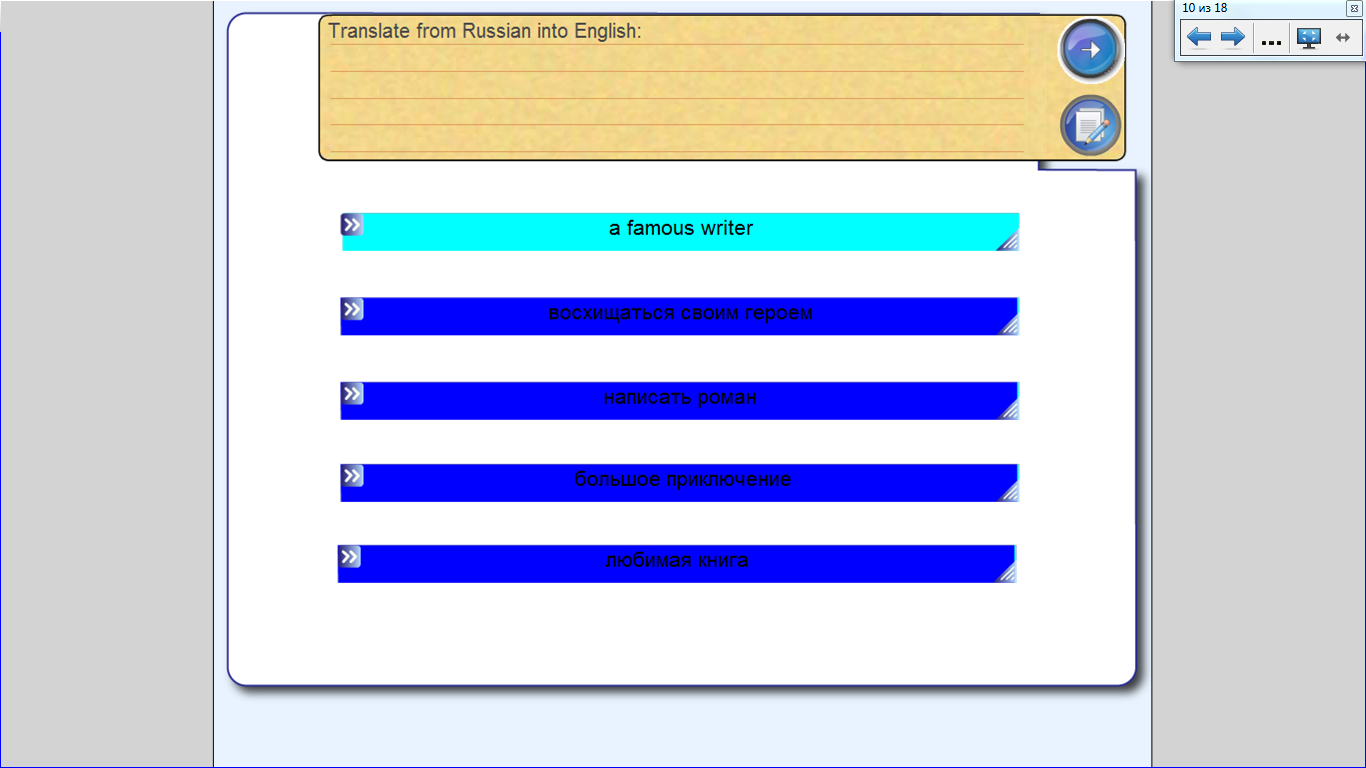 10 из 18
Translate from Russian into English:
a famous writer
восхищаться своим героем
написать роман
большое приключение
любимая книга